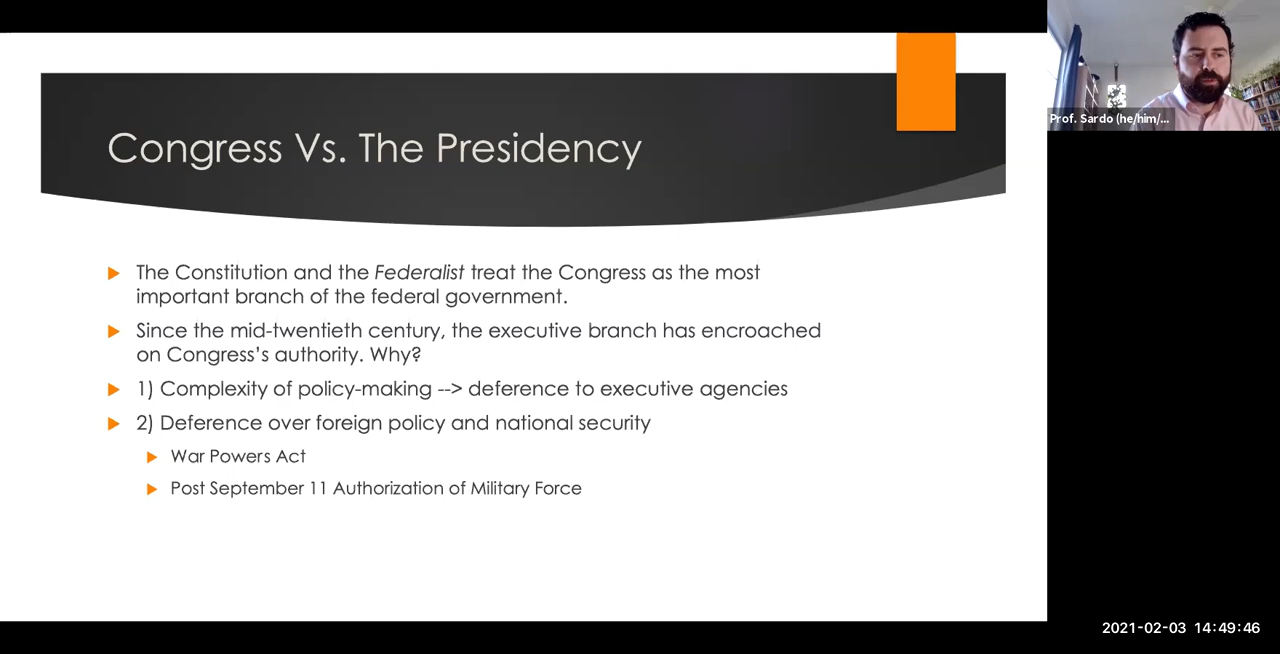 Congress Vs. The Presidency
The Constitution and the Federalist treat the Congress as the most
important branch of the federal government.
Since the mid-twentieth century, the executive branch has encroached
on Congress’s authority. Why?
1) Complexity of policy-making --> deference to executive agencies
2) Deference over foreign policy and national security
War Powers Act
Post September 11 Authorization of Military Force
Prof. Sardo (he/him/...
2021-02-03 14:49:46